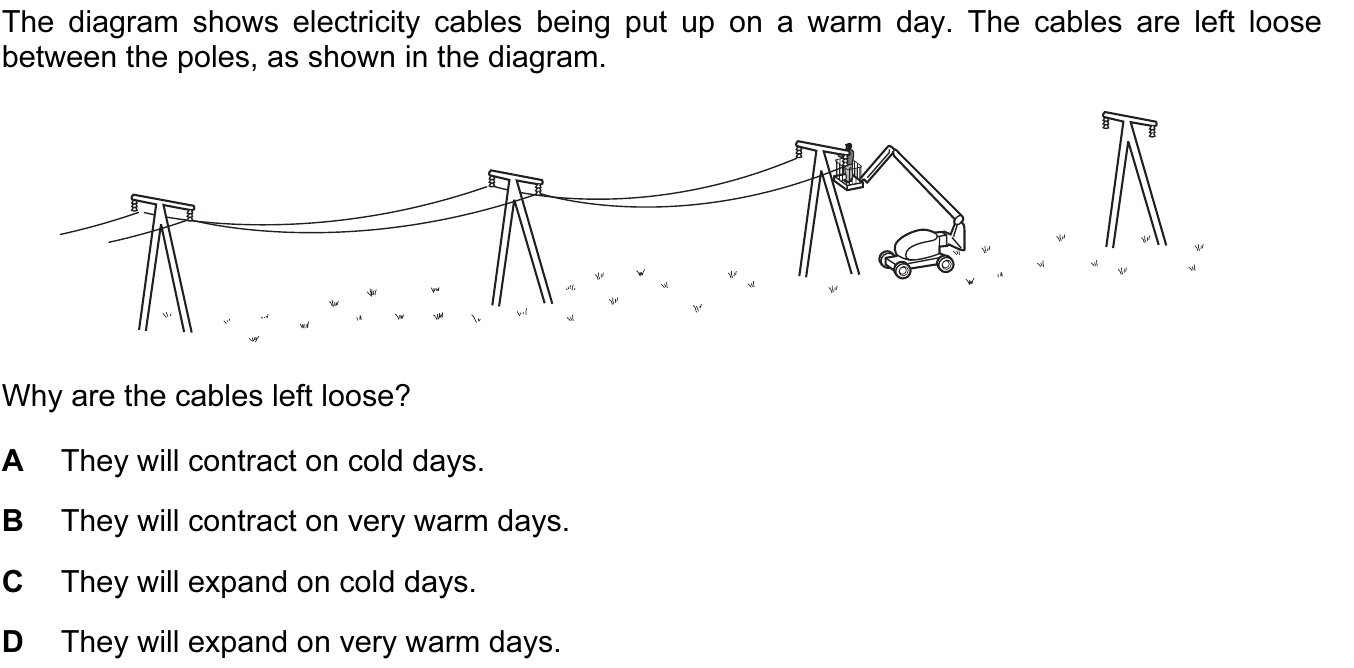 The diagram shows electricity cables being put up on a warm day. The cables are left loose
between the poles, as shown in the diagram.
Why are the cables left loose?
A They will contract on cold days.
B They will contract on very warm days.
C They will expand on cold days.
D They will expand on very warm days.